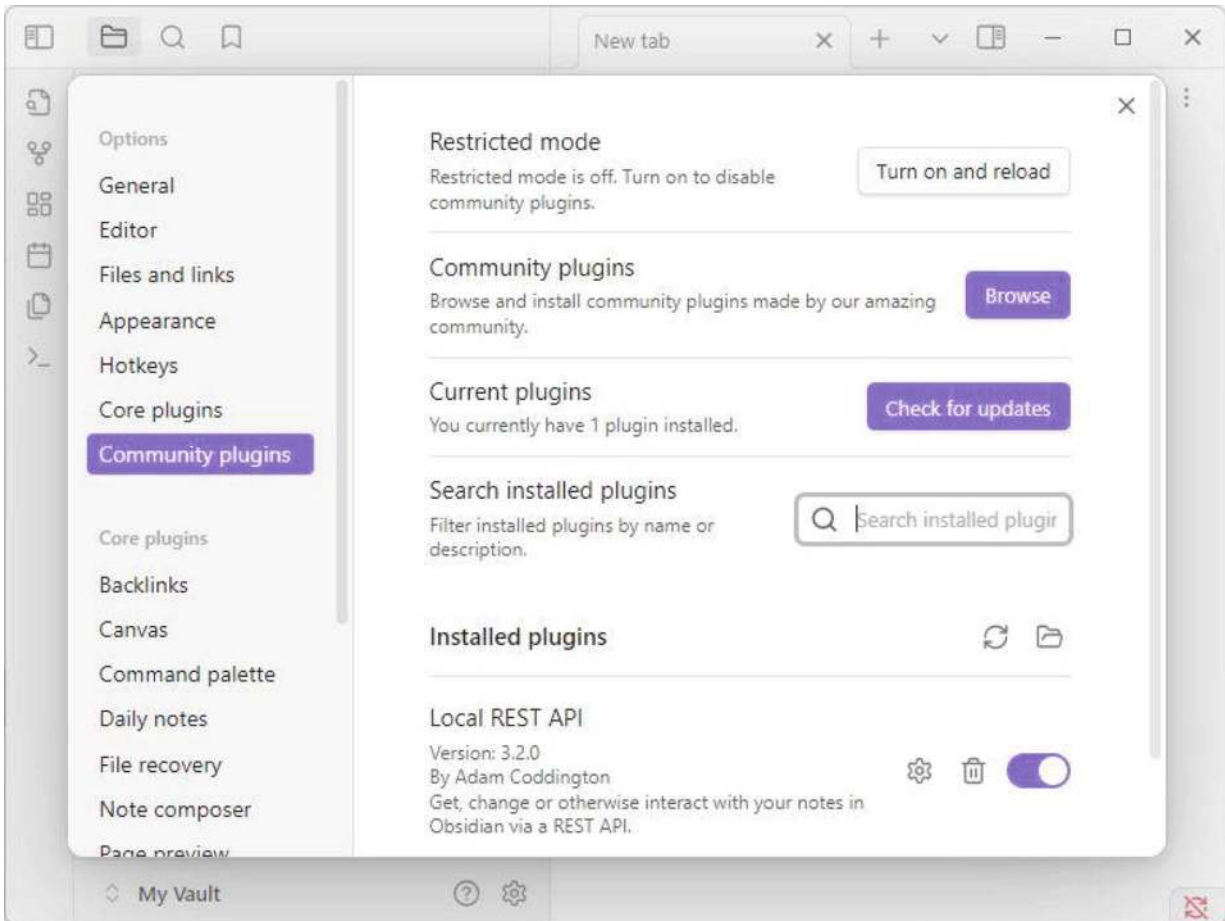 New tab
Options
General
Editor
Files and links
Appearance
Hotkeys
Core plugins
Community plugins
Core plugins
Backlinks
Canvas
Command palette
Daily notes
File recovery
Note composer
Page preview
Restricted mode
Restricted mode is off. Turn on to disable
community plugins.
Turn on and reload
Community plugins
Browse and install community plugins made by our amazing
community.
Browse
Current plugins
You currently have 1 plugin installed.
Check for updates
Search installed plugins
Filter installed plugins by name or
description.
Search installed plugin
Installed plugins
Local REST API
Version: 3.2.0
By Adam Coddington
Get, change or otherwise interact with your notes in
Obsidian via a REST API.
My Vault